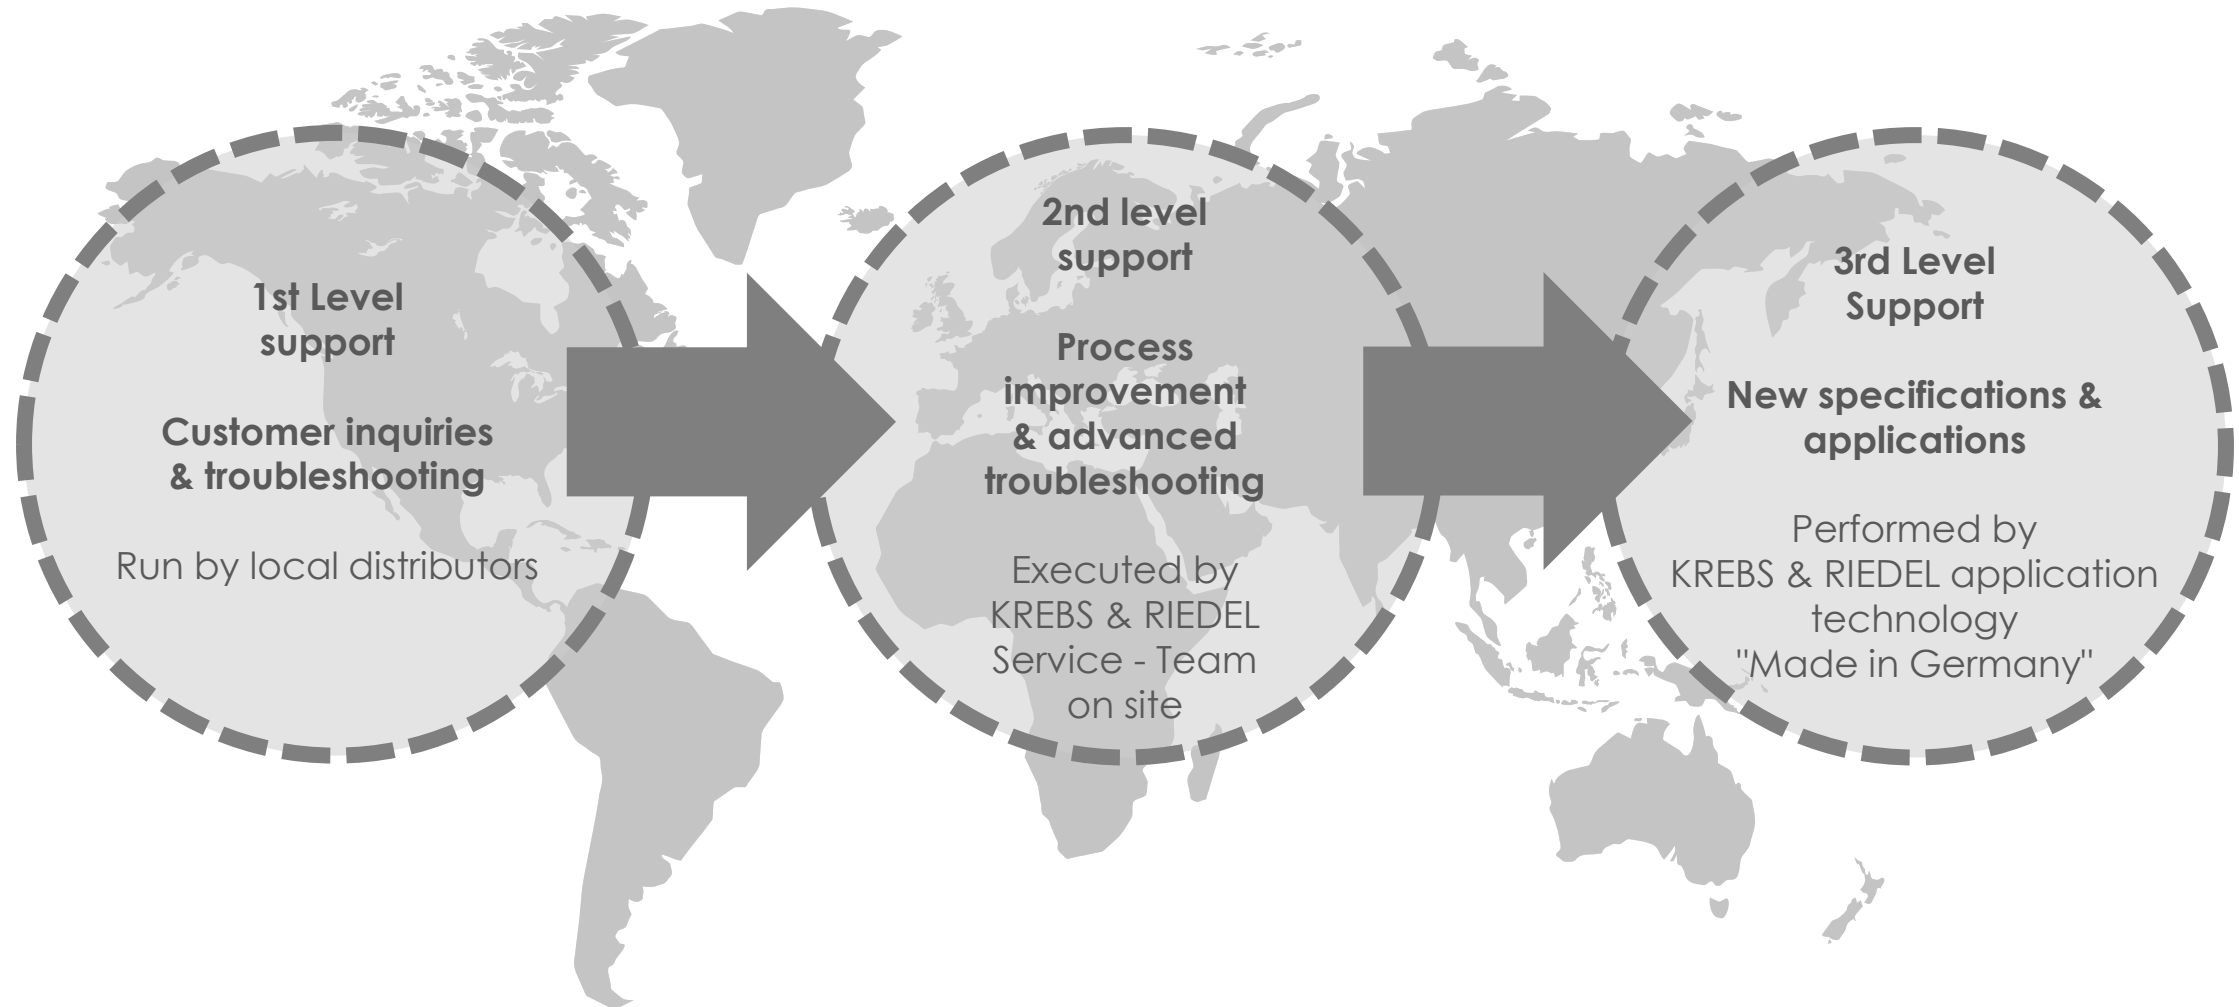 1st Level
support
Customer inquiries
& troubleshooting
Run by local distributors
2nd level
support
Process
improvement
& advanced
troubleshooting
Executed by
KREBS & RIEDEL
Service - Team
on site
3rd Level
Support
New specifications &
applications
Performed by
KREBS & RIEDEL application
technology
"Made in Germany"